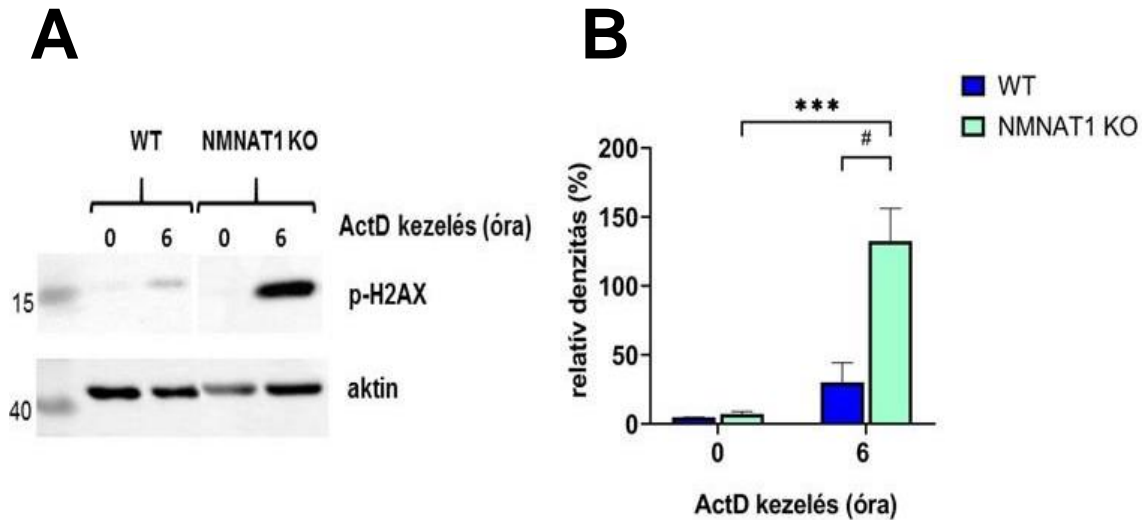 A
WT NMNAT1 KO
0 6 0 6 ActD kezelés (óra)
15 p-H2AX
40 aktin
B
WT
NMNAT1 KO
***
#
relatív denzitás (%)
200
150
100
50
0
0 6
ActD kezelés (óra)